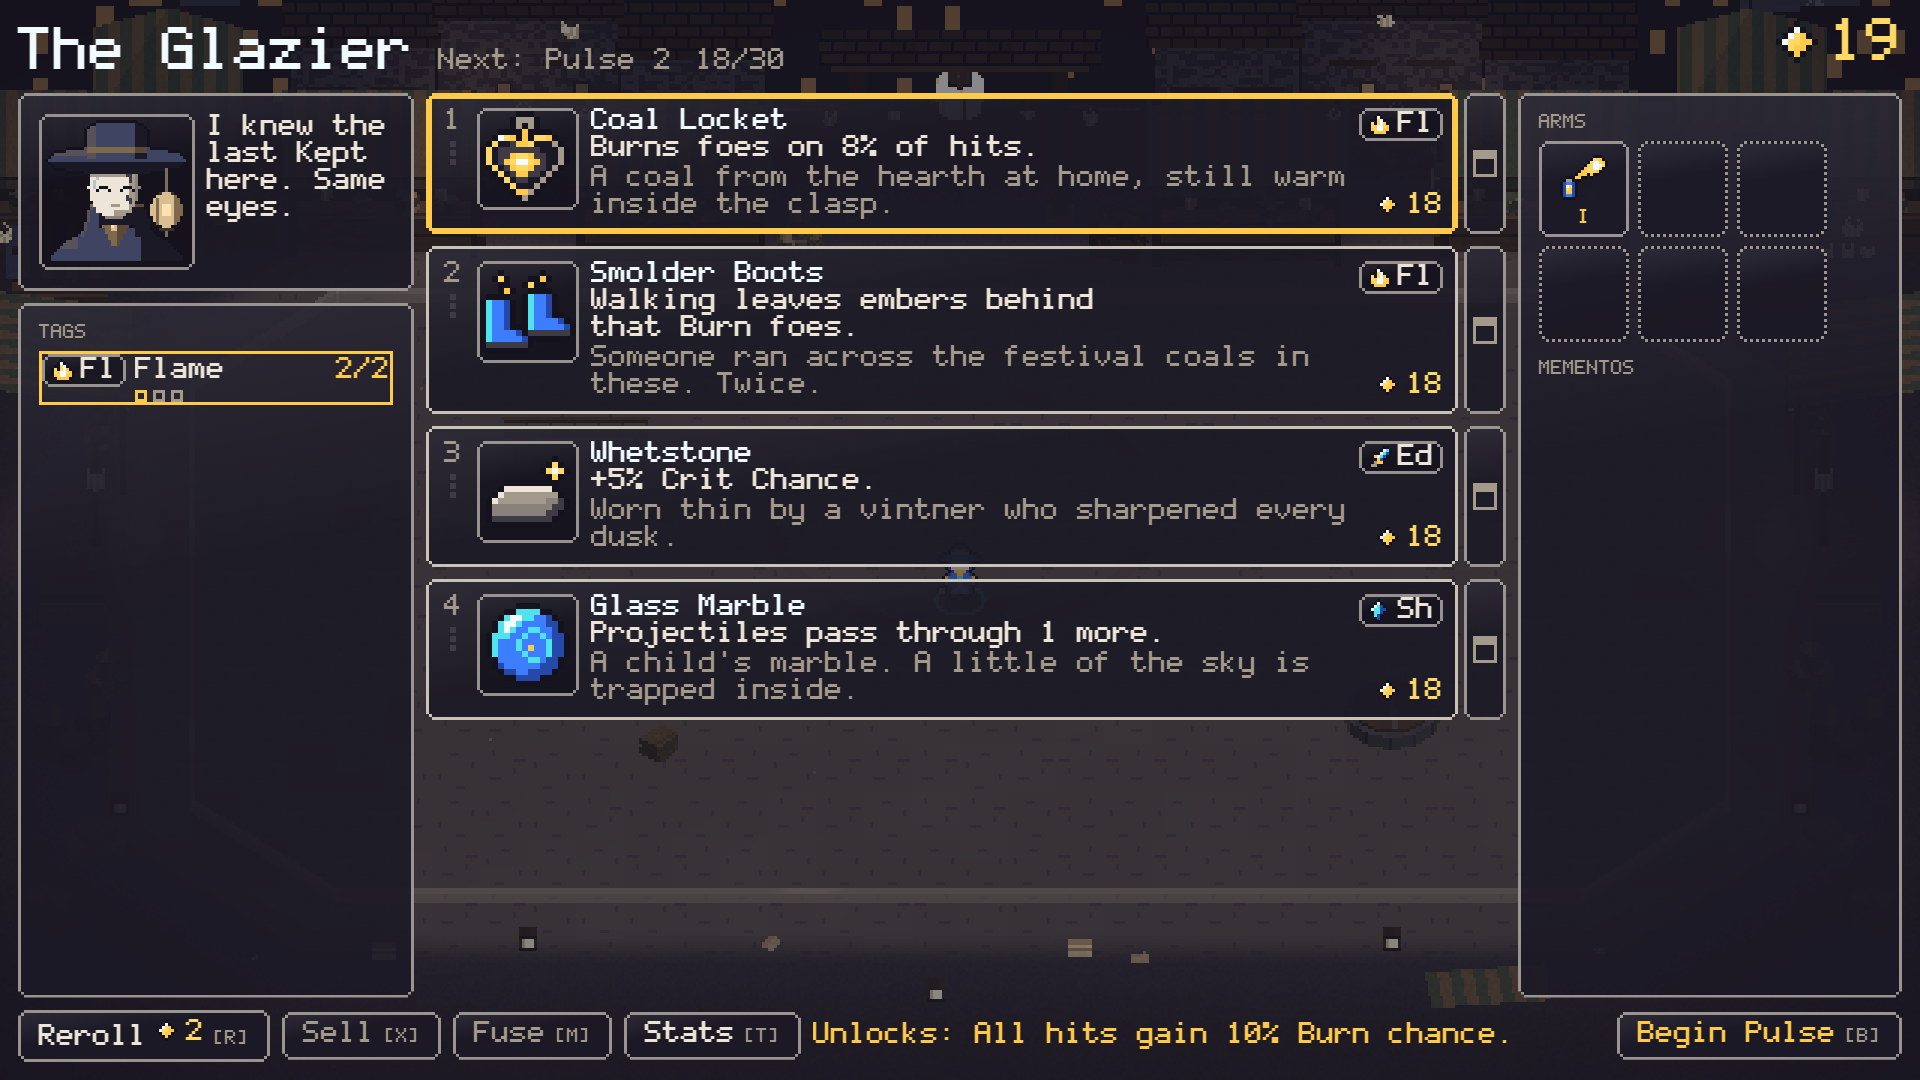 The Glazier
Next: Pulse 2 18/30
19
I knew the
last Kept
here. Same
eyes.
TAGS
Fl Flame 2/2
1
Coal Locket
Fl
Burns foes on 8% of hits.
A coal from the hearth at home, still warm
inside the clasp.
18
2
Smolder Boots
Fl
Walking leaves embers behind
that Burn foes.
Someone ran across the festival coals in
these. Twice.
18
3
Whetstone
Ed
+5% Crit Chance.
Worn thin by a vintner who sharpened every
dusk.
18
4
Glass Marble
Sh
Projectiles pass through 1 more.
A child's marble. A little of the sky is
trapped inside.
18
ARMS
I
MEMENTOS
Reroll 2 [R]
Sell [X]
Fuse [M]
Stats [T]
Unlocks: All hits gain 10% Burn chance.
Begin Pulse [B]